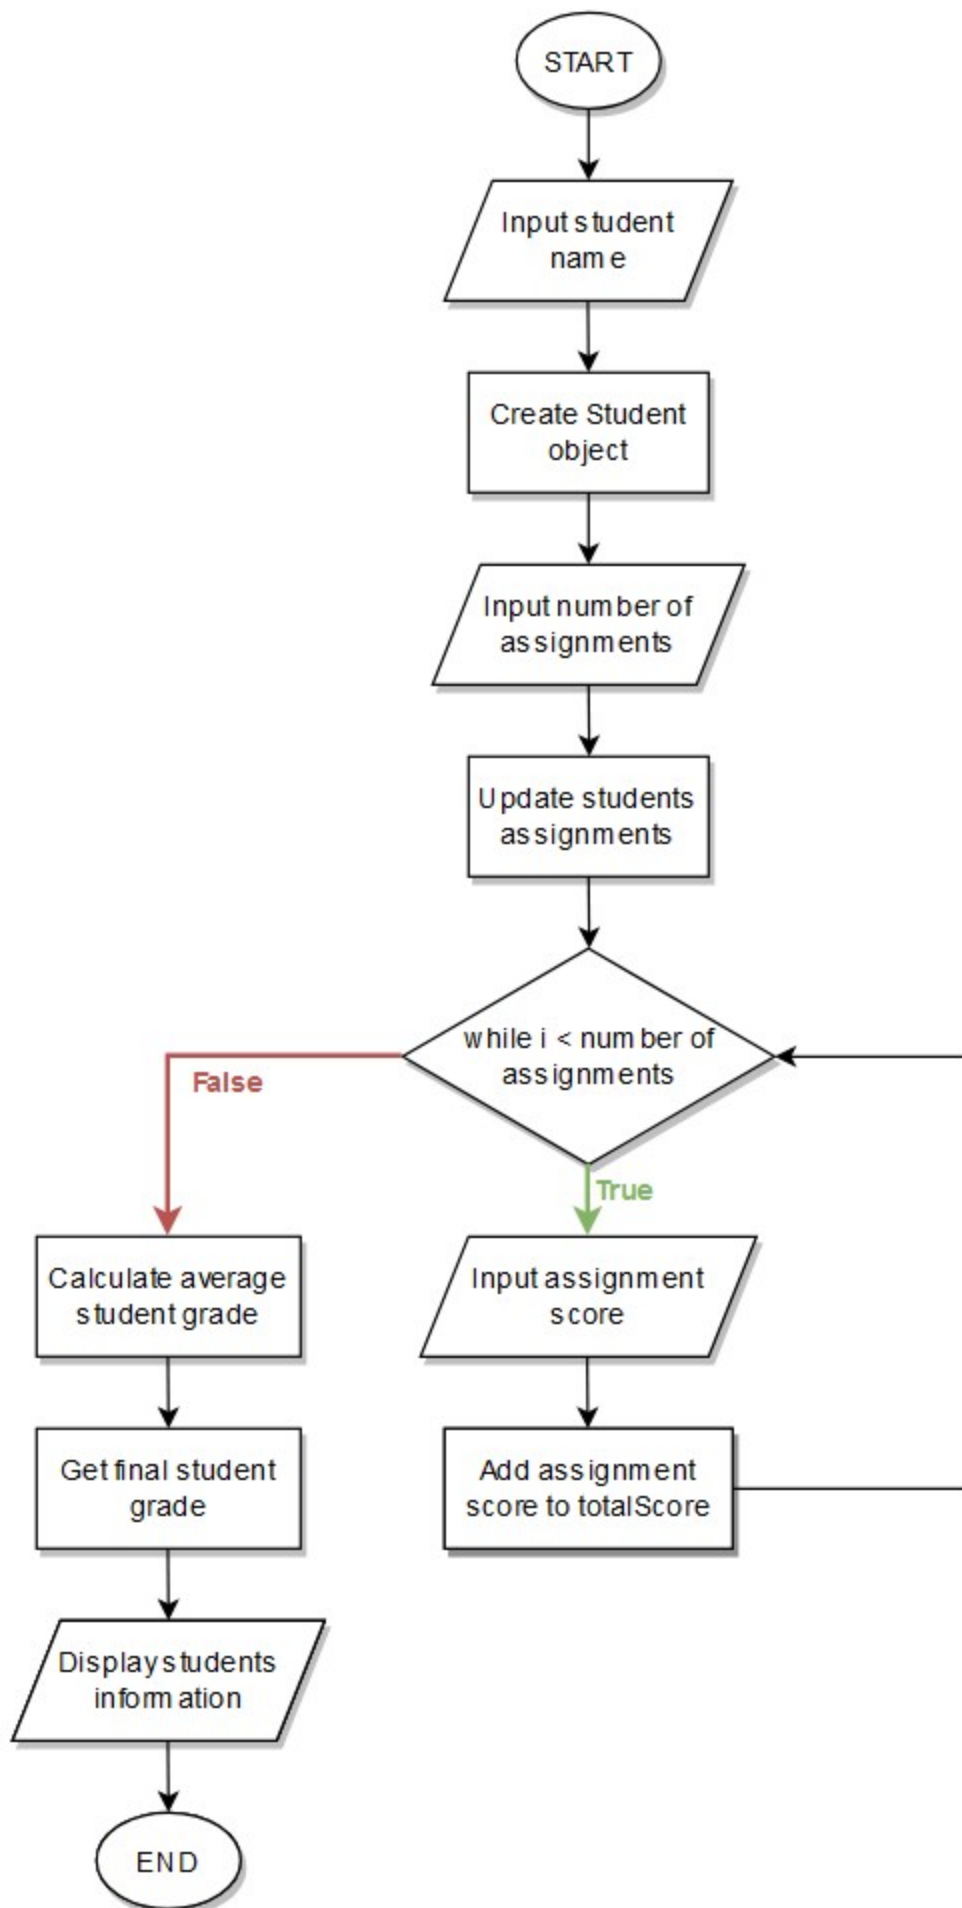 START
Input student
name
Create Student
object
Input number of
assignments
Update students
assignments
while i < number of
assignments
False
True
Calculate average
student grade
Input assignment
score
Get final student
grade
Add assignment
score to totalScore
Display students
information
END